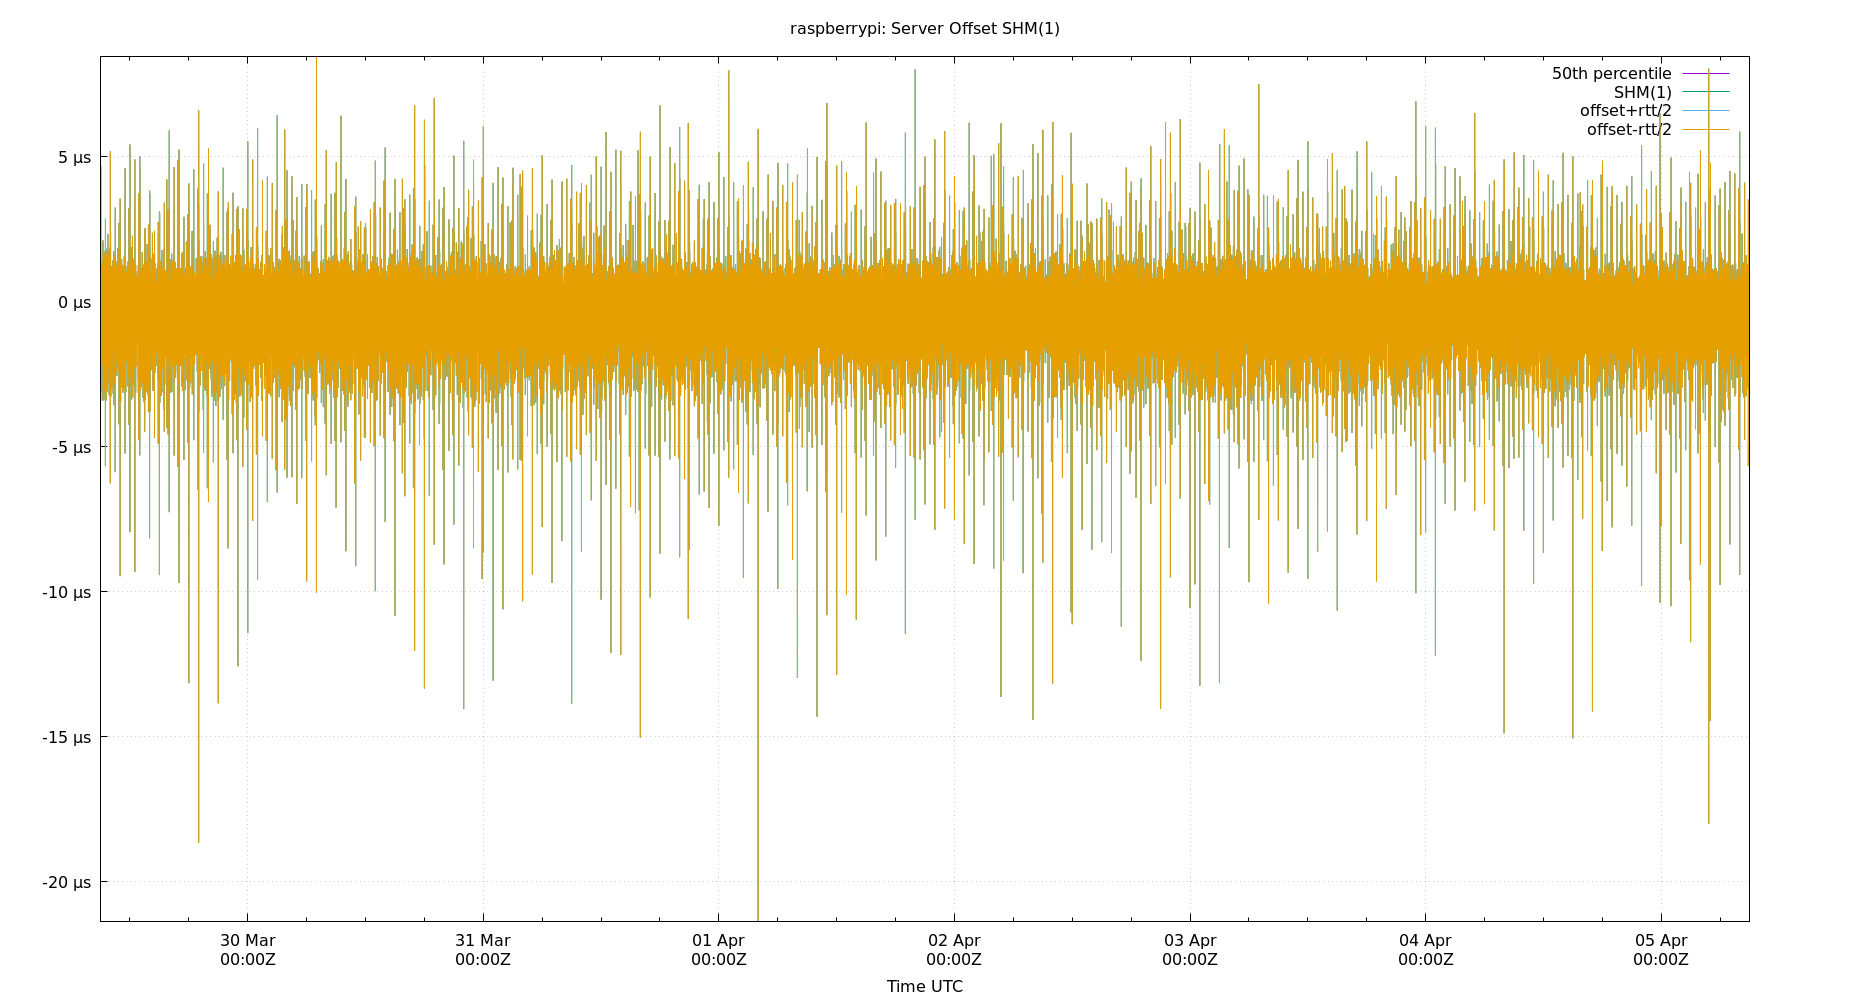 raspberrypi: Server Offset SHM(1)
50th percentile
SHM(1)
offset+rtt/2
offset-rtt/2
5 µs
0 µs
-5 µs
-10 µs
-15 µs
-20 µs
30 Mar
00:00Z
31 Mar
00:00Z
01 Apr
00:00Z
02 Apr
00:00Z
03 Apr
00:00Z
04 Apr
00:00Z
05 Apr
00:00Z
Time UTC